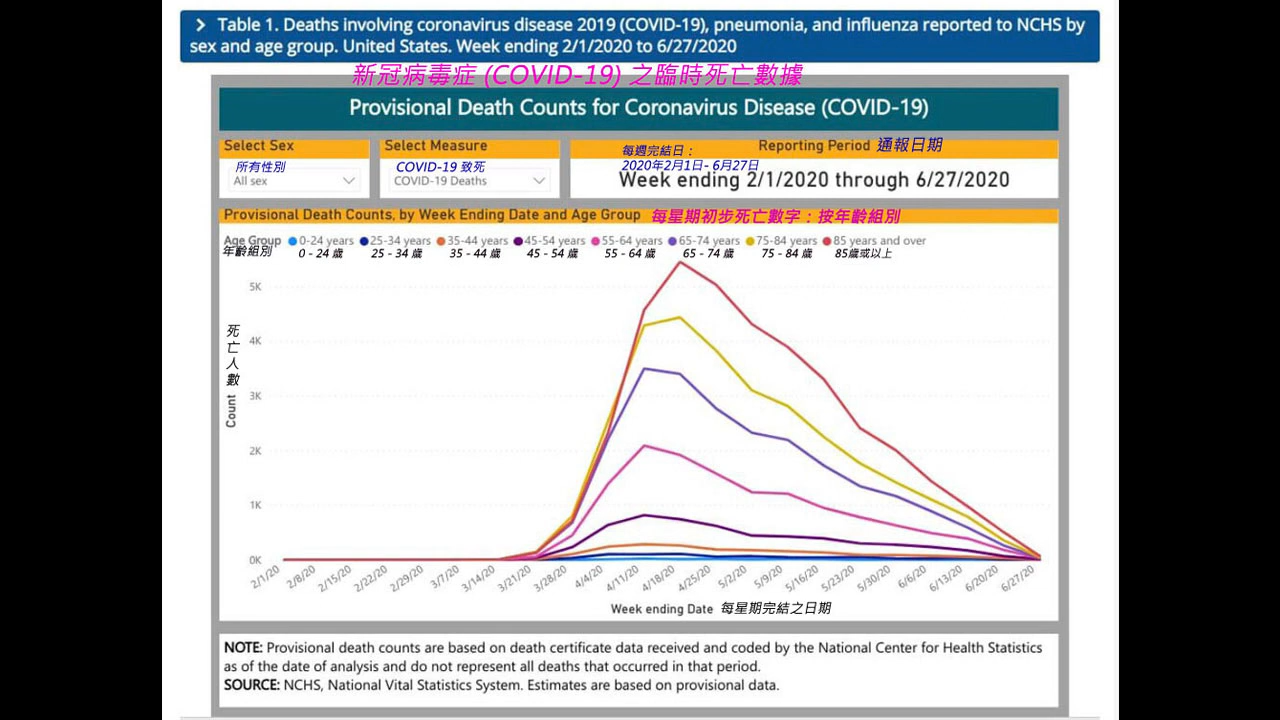 > Table 1. Deaths involving coronavirus disease 2019 (COVID-19), pneumonia, and influenza reported to NCHS by
sex and age group. United States. Week ending 2/1/2020 to 6/27/2020
新冠病毒症 (COVID-19) 之臨時死亡數據
Provisional Death Counts for Coronavirus Disease (COVID-19)
Select Sex
所有性別
All sex
Select Measure
COVID-19 致死
COVID-19 Deaths
Reporting Period 通報日期
每週完結日：
2020年2月1日- 6月27日
Week ending 2/1/2020 through 6/27/2020
Provisional Death Counts, by Week Ending Date and Age Group 每星期初步死亡數字：按年齡組別
Age Group 0-24 years 25-34 years 35-44 years 45-54 years 55-64 years 65-74 years 75-84 years 85 years and over
年齡組別 0 - 24 歲 25 - 34 歲 35 - 44 歲 45 - 54 歲 55 - 64 歲 65 - 74 歲 75 - 84 歲 85歲或以上
5K
4K
3K
2K
1K
0K
死亡人數
Count
2/1/20 2/8/20 2/15/20 2/22/20 2/29/20 3/7/20 3/14/20 3/21/20 3/28/20 4/4/20 4/11/20 4/18/20 4/25/20 5/2/20 5/9/20 5/16/20 5/23/20 5/30/20 6/6/20 6/13/20 6/20/20 6/27/20
Week ending Date 每星期完結之日期
NOTE: Provisional death counts are based on death certificate data received and coded by the National Center for Health Statistics
as of the date of analysis and do not represent all deaths that occurred in that period.
SOURCE: NCHS, National Vital Statistics System. Estimates are based on provisional data.